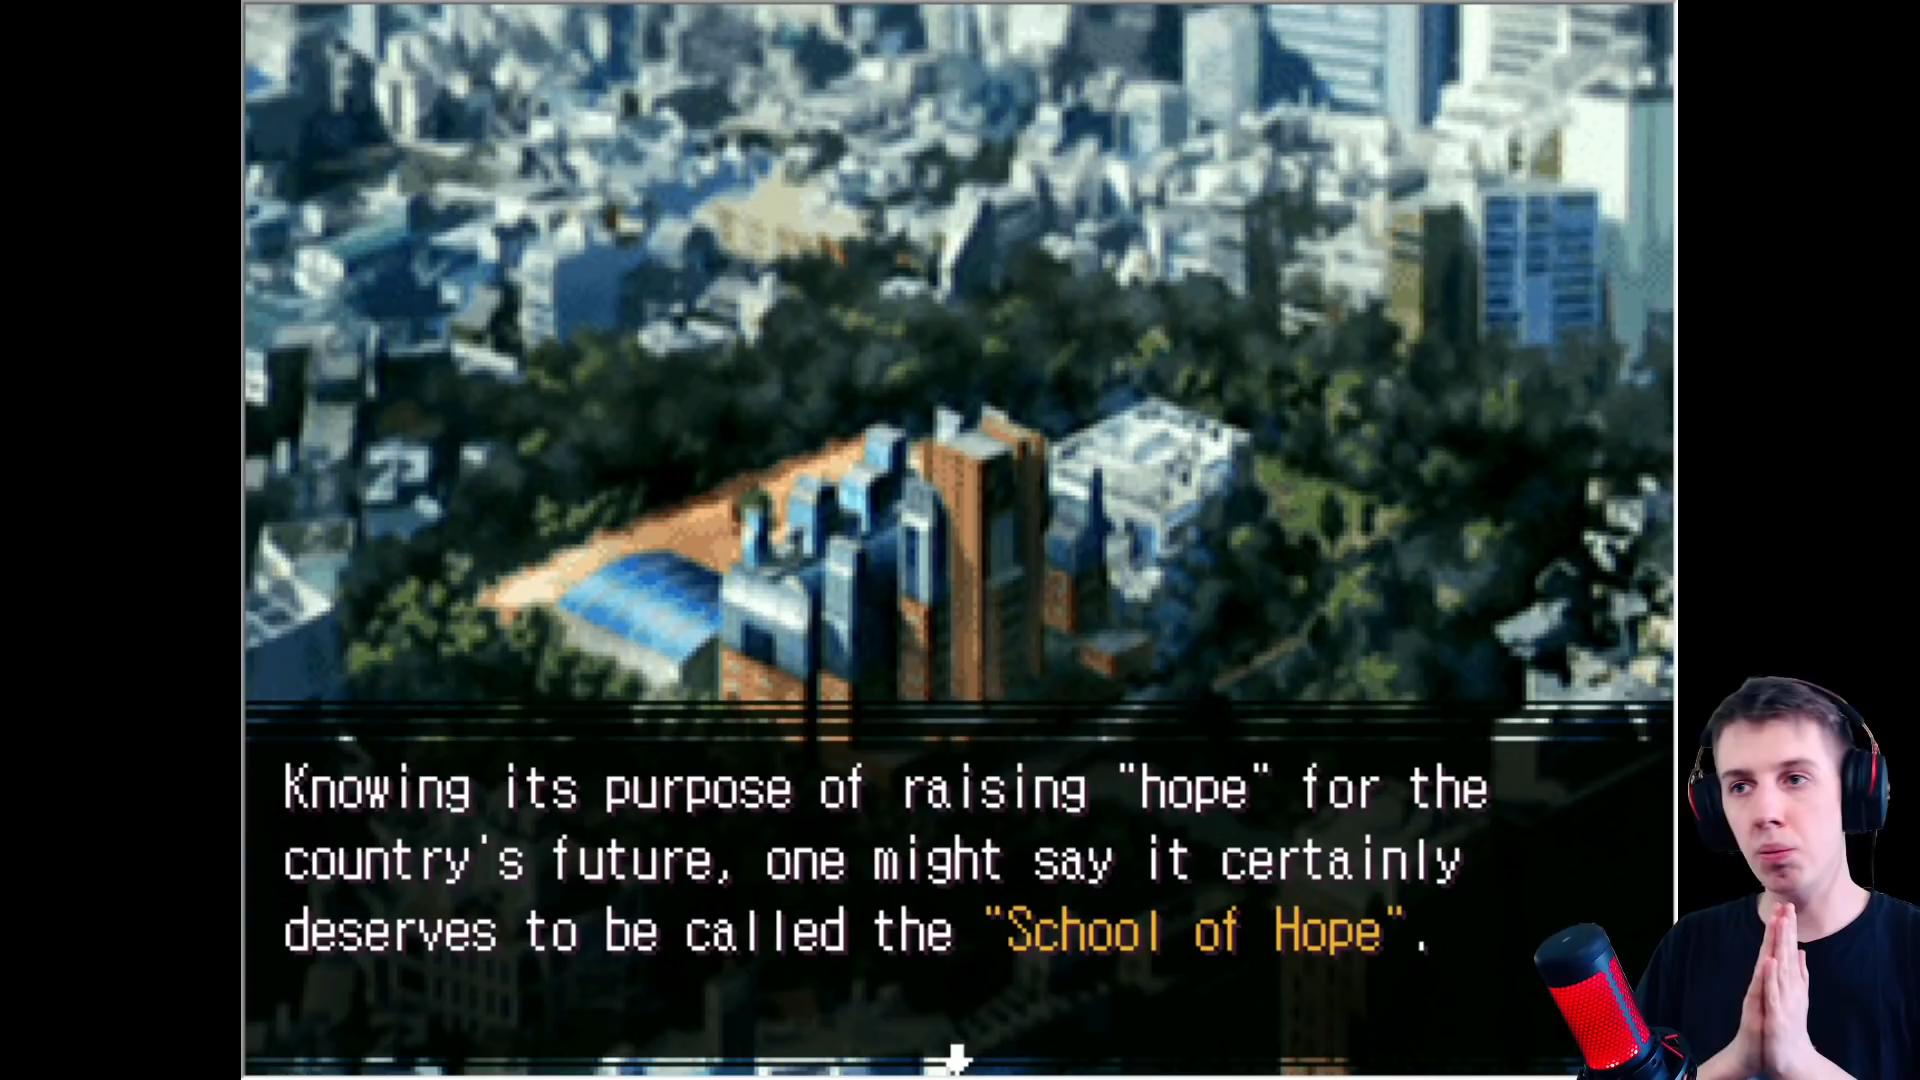 Knowing its purpose of raising "hope" for the
country's future, one might say it certainly
deserves to be called the "School of Hope".